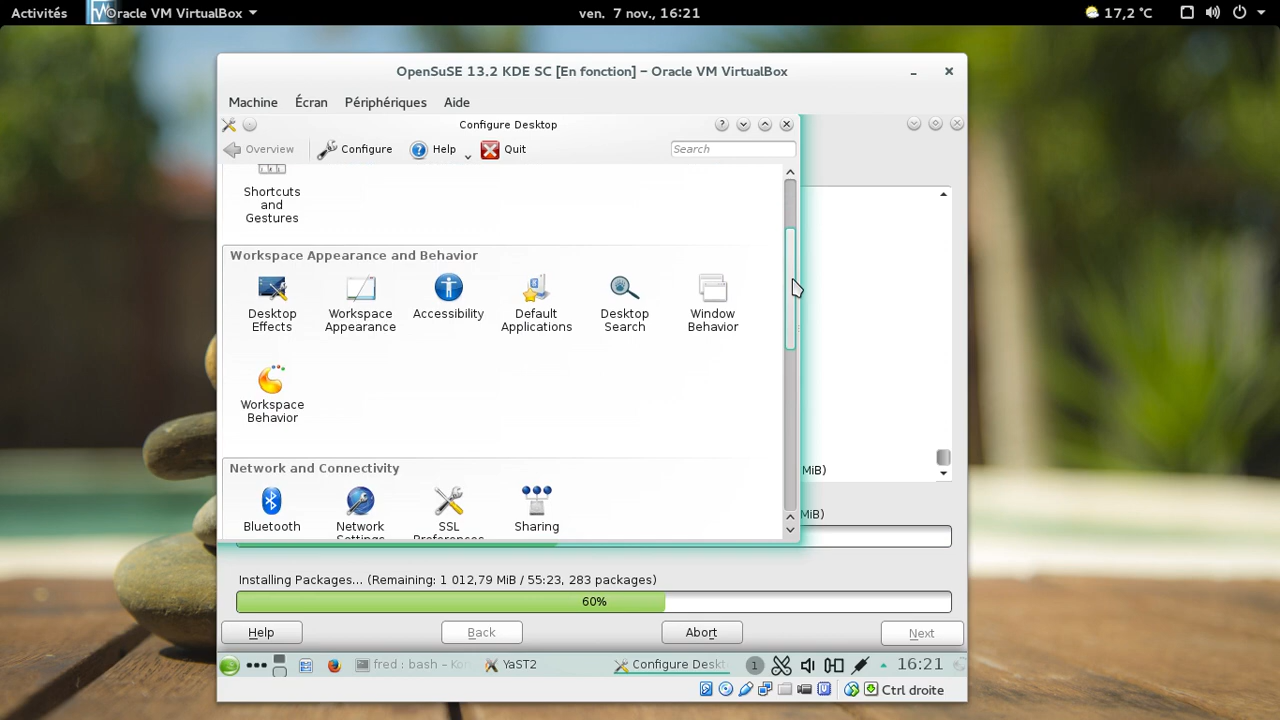 Activités
Oracle VM VirtualBox
ven. 7 nov., 16:21
17,2 °C
OpenSuSE 13.2 KDE SC [En fonction] – Oracle VM VirtualBox
Machine
Écran
Périphériques
Aide
Configure Desktop
Overview
Configure
Help
Quit
Search
Shortcuts
and
Gestures
Workspace Appearance and Behavior
Desktop
Effects
Workspace
Appearance
Accessibility
Default
Applications
Desktop
Search
Window
Behavior
Workspace
Behavior
Network and Connectivity
Bluetooth
Network
Settings
SSL
Preferences
Sharing
MiB)
MiB)
Installing Packages... (Remaining: 1 012,79 MiB / 55:23, 283 packages)
60%
Help
Back
Abort
Next
fred : bash – Kon
YaST2
Configure Deskt
1
16:21
Ctrl droite